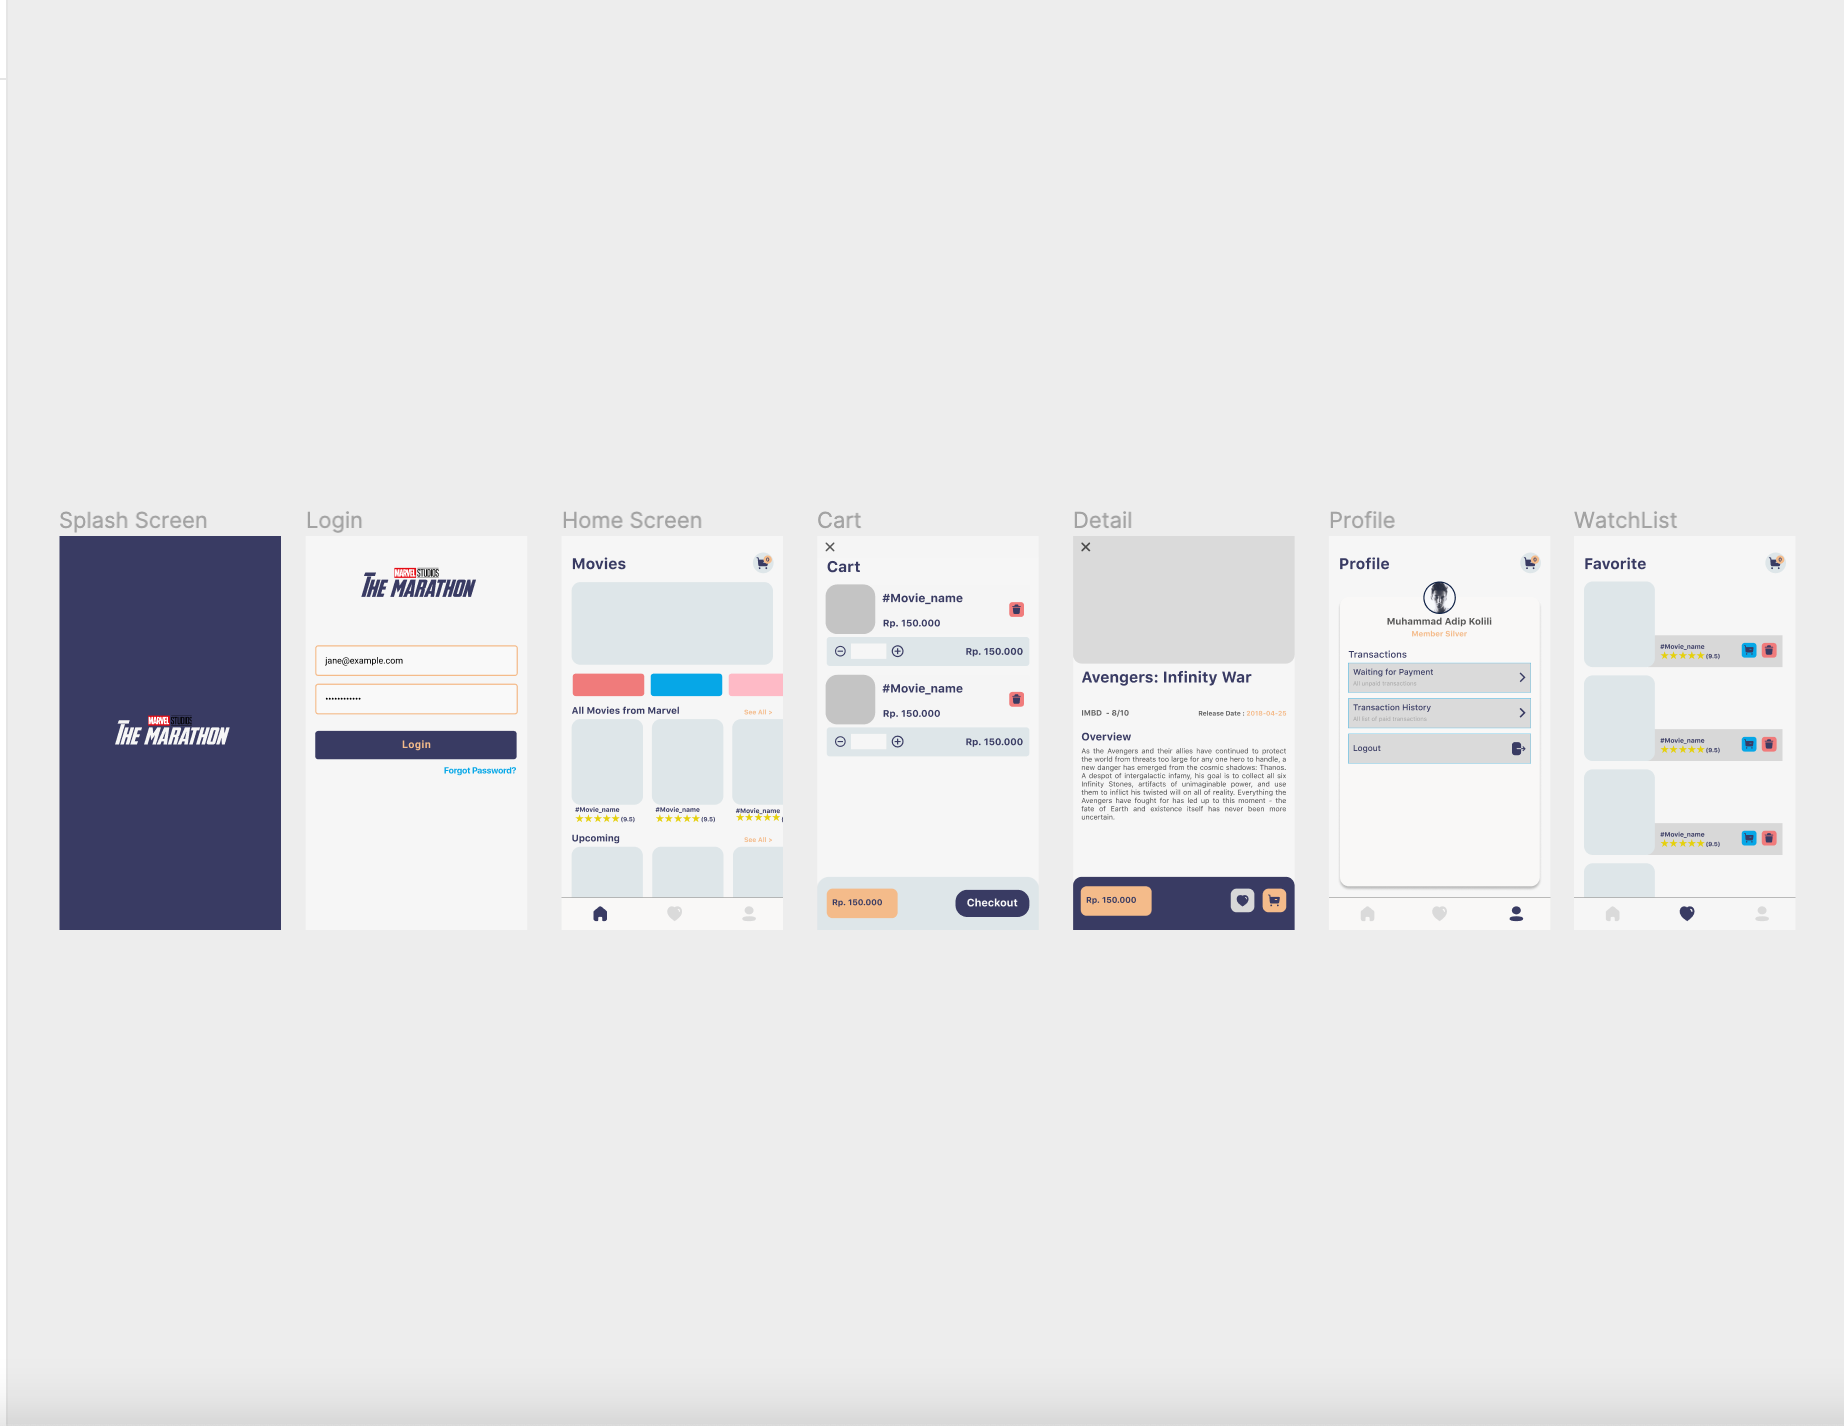 Splash Screen
MARVEL STUDIOS
THE MARATHON
Login
MARVEL STUDIOS
THE MARATHON
jane@example.com
Login
Forgot Password?
Home Screen
Movies
0
All Movies from Marvel
See All >
#Movie_name
(9.5)
#Movie_name
(9.5)
#Movie_name
Upcoming
See All >
Cart
Cart
#Movie_name
Rp. 150.000
Rp. 150.000
#Movie_name
Rp. 150.000
Rp. 150.000
Rp. 150.000
Checkout
Detail
Avengers: Infinity War
IMBD - 8/10
Release Date : 2018-04-25
Overview
As the Avengers and their allies have continued to protect
the world from threats too large for any one hero to handle, a
new danger has emerged from the cosmic shadows: Thanos.
A despot of intergalactic infamy, his goal is to collect all six
Infinity Stones, artifacts of unimaginable power, and use
them to inflict his twisted will on all of reality. Everything the
Avengers have fought for has led up to this moment - the
fate of Earth and existence itself has never been more
uncertain.
Rp. 150.000
Profile
Profile
0
Muhammad Adip Kolili
Member Silver
Transactions
Waiting for Payment
All unpaid transactions
Transaction History
All list of paid transactions
Logout
WatchList
Favorite
0
#Movie_name
(9.5)
#Movie_name
(9.5)
#Movie_name
(9.5)